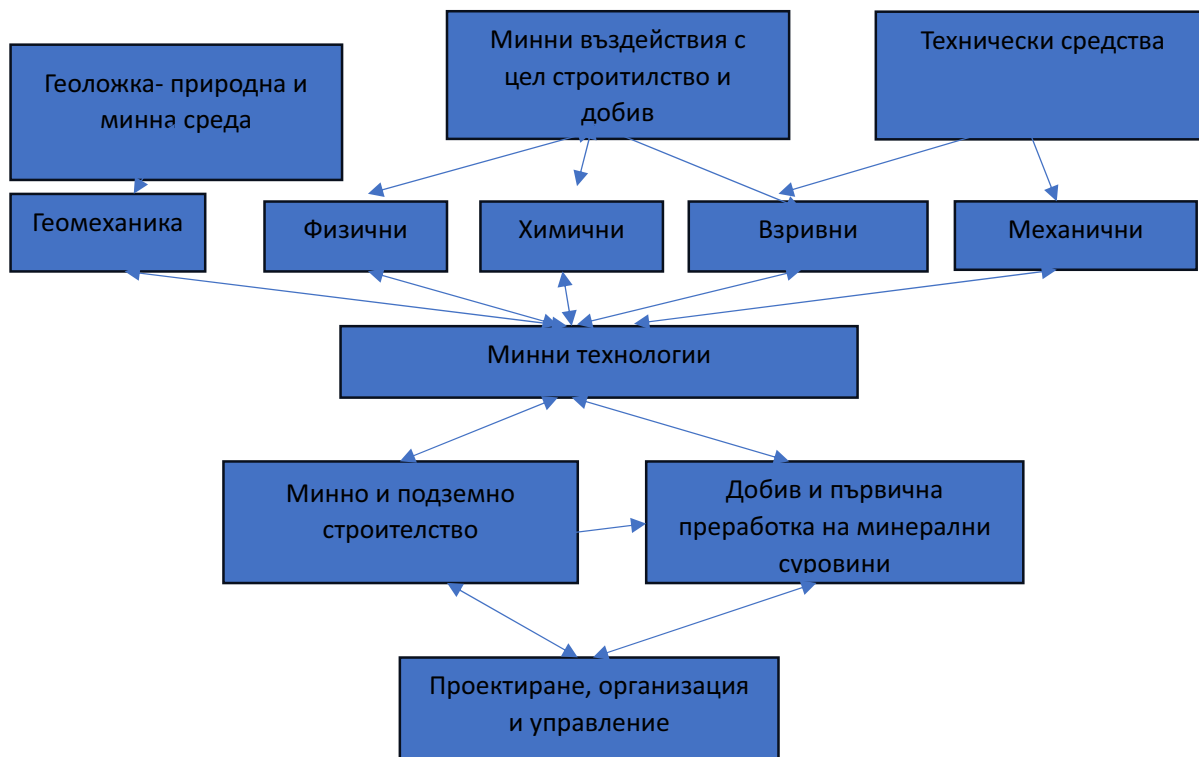 Геоложка- природна и
минна среда
Минни въздействия с
цел строитилство и
добив
Технически средства
Геомеханика
Физични
Химични
Взривни
Механични
Минни технологии
Минно и подземно
строителство
Добив и първична
преработка на минерални
суровини
Проектиране, организация
и управление